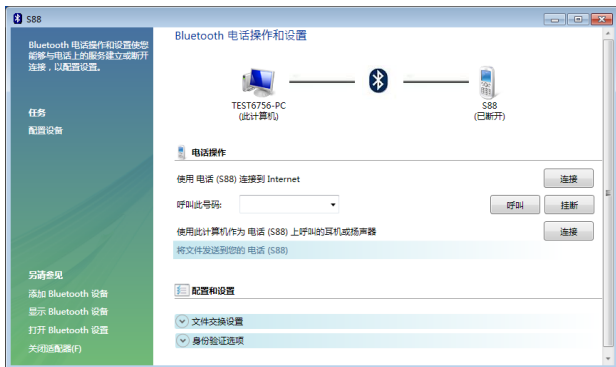 S88
Bluetooth 电话操作和设置使您
能够与电话上的服务建立或断开
连接，以配置设置。
任务
配置设备
另请参见
添加 Bluetooth 设备
显示 Bluetooth 设备
打开 Bluetooth 设置
关闭适配器(F)
Bluetooth 电话操作和设置
TEST6756-PC
(此计算机)
S88
(已断开)
电话操作
使用 电话 (S88) 连接到 Internet
连接
呼叫此号码:
呼叫
挂断
使用此计算机作为 电话 (S88) 上呼叫的耳机或扬声器
连接
将文件发送到您的 电话 (S88)
配置和设置
文件交换设置
身份验证选项